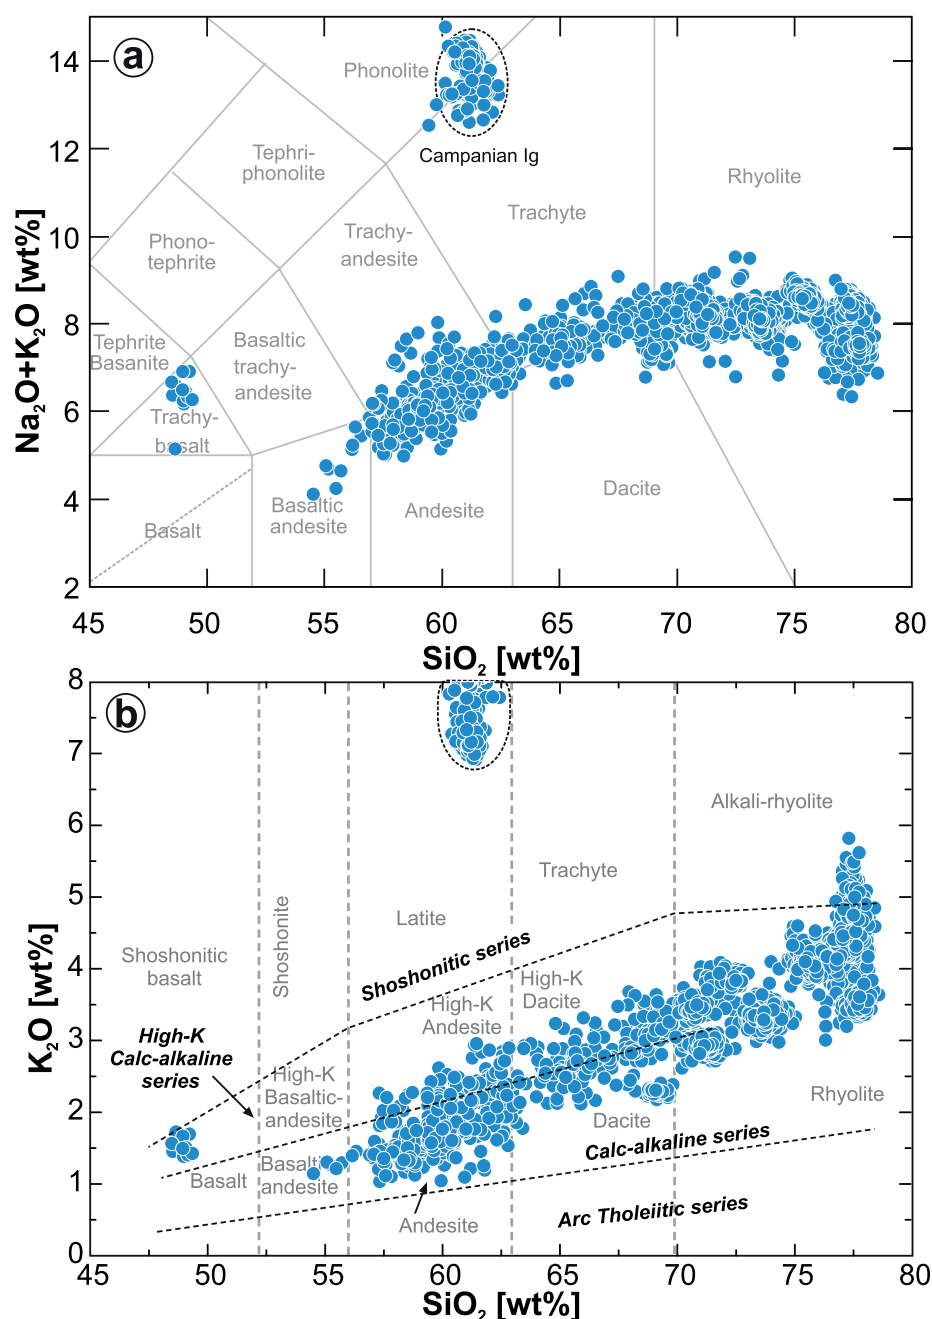 a
14
12
10
8
6
4
2
Na2O+K2O [wt%]
Phonolite
Campanian Ig
Tephri-
phonolite
Rhyolite
Trachyte
Phono-
tephrite
Trachy-
andesite
Tephrite
Basanite
Basaltic
trachy-
andesite
Trachy-
basalt
Basalt
Basaltic
andesite
Andesite
Dacite
45 50 55 60 65 70 75 80
SiO2 [wt%]
b
8
7
6
5
4
3
2
1
0
K2O [wt%]
Alkali-rhyolite
Trachyte
Latite
Shoshonite
Shoshonitic
basalt
Shoshonitic series
High-K
Dacite
High-K
Andesite
High-K
Calc-alkaline
series
High-K
Basaltic-
andesite
Rhyolite
Dacite
Calc-alkaline series
Basalt
Basaltic
andesite
Andesite
Arc Tholeiitic series
45 50 55 60 65 70 75 80
SiO2 [wt%]